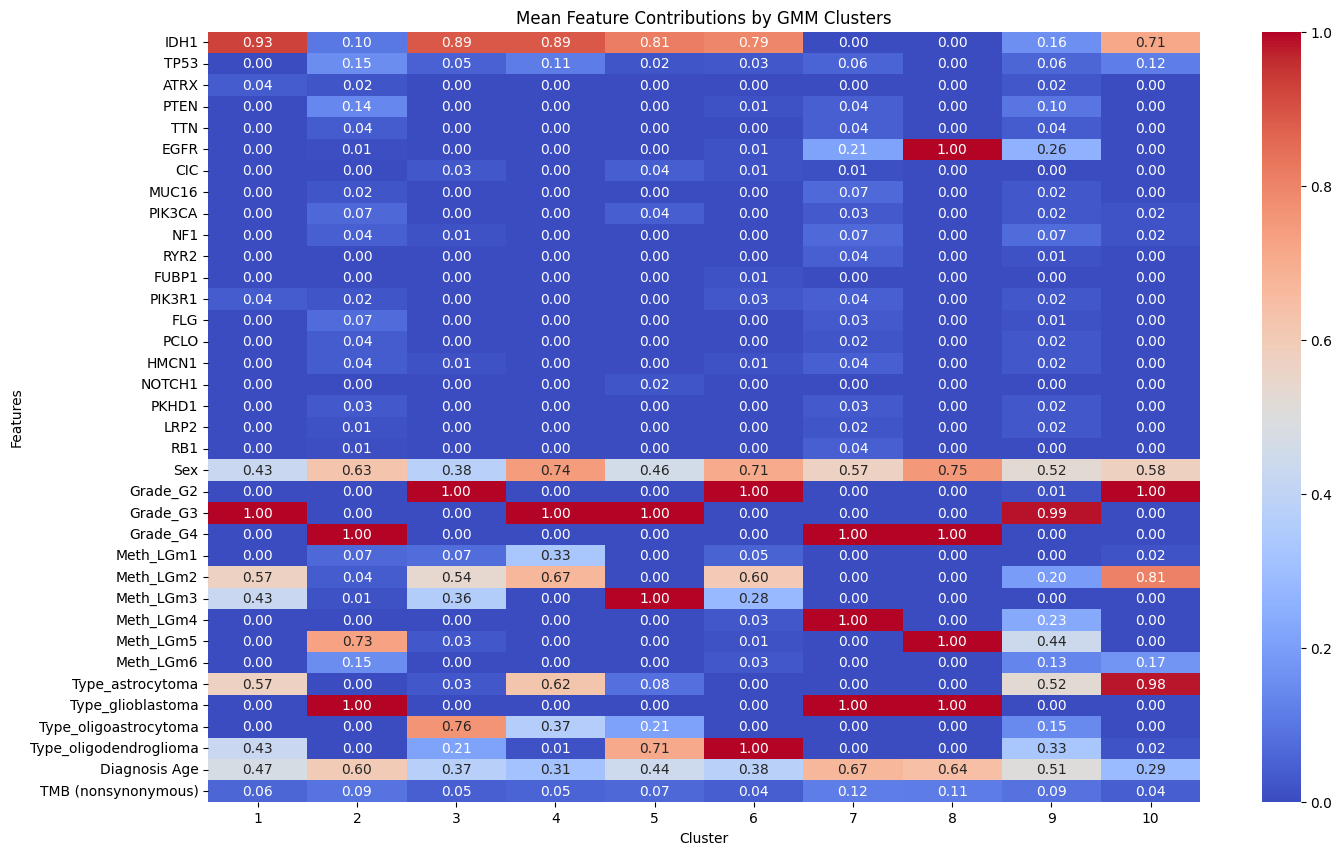 Mean Feature Contributions by GMM Clusters
IDH1 0.93 0.10 0.89 0.89 0.81 0.79 0.00 0.00 0.16 0.71
TP53 0.00 0.15 0.05 0.11 0.02 0.03 0.06 0.00 0.06 0.12
ATRX 0.04 0.02 0.00 0.00 0.00 0.00 0.00 0.00 0.02 0.00
PTEN 0.00 0.14 0.00 0.00 0.00 0.01 0.04 0.00 0.10 0.00
TTN 0.00 0.04 0.00 0.00 0.00 0.00 0.04 0.00 0.04 0.00
EGFR 0.00 0.01 0.00 0.00 0.00 0.01 0.21 1.00 0.26 0.00
CIC 0.00 0.00 0.03 0.00 0.04 0.01 0.01 0.00 0.00 0.00
MUC16 0.00 0.02 0.00 0.00 0.00 0.00 0.07 0.00 0.02 0.00
PIK3CA 0.00 0.07 0.00 0.00 0.04 0.00 0.03 0.00 0.02 0.02
NF1 0.00 0.04 0.01 0.00 0.00 0.00 0.07 0.00 0.07 0.02
RYR2 0.00 0.00 0.00 0.00 0.00 0.00 0.04 0.00 0.01 0.00
FUBP1 0.00 0.00 0.00 0.00 0.00 0.01 0.00 0.00 0.00 0.00
PIK3R1 0.04 0.02 0.00 0.00 0.00 0.03 0.04 0.00 0.02 0.00
FLG 0.00 0.07 0.00 0.00 0.00 0.00 0.03 0.00 0.01 0.00
PCLO 0.00 0.04 0.00 0.00 0.00 0.00 0.02 0.00 0.02 0.00
HMCN1 0.00 0.04 0.01 0.00 0.00 0.01 0.04 0.00 0.02 0.00
NOTCH1 0.00 0.00 0.00 0.00 0.02 0.00 0.00 0.00 0.00 0.00
PKHD1 0.00 0.03 0.00 0.00 0.00 0.00 0.03 0.00 0.02 0.00
LRP2 0.00 0.01 0.00 0.00 0.00 0.00 0.02 0.00 0.02 0.00
RB1 0.00 0.01 0.00 0.00 0.00 0.00 0.04 0.00 0.00 0.00
Sex 0.43 0.63 0.38 0.74 0.46 0.71 0.57 0.75 0.52 0.58
Grade_G2 0.00 0.00 1.00 0.00 0.00 1.00 0.00 0.00 0.01 1.00
Grade_G3 1.00 0.00 0.00 1.00 1.00 0.00 0.00 0.00 0.99 0.00
Grade_G4 0.00 1.00 0.00 0.00 0.00 0.00 1.00 1.00 0.00 0.00
Meth_LGm1 0.00 0.07 0.07 0.33 0.00 0.05 0.00 0.00 0.00 0.02
Meth_LGm2 0.57 0.04 0.54 0.67 0.00 0.60 0.00 0.00 0.20 0.81
Meth_LGm3 0.43 0.01 0.36 0.00 1.00 0.28 0.00 0.00 0.00 0.00
Meth_LGm4 0.00 0.00 0.00 0.00 0.00 0.03 1.00 0.00 0.23 0.00
Meth_LGm5 0.00 0.73 0.03 0.00 0.00 0.01 0.00 1.00 0.44 0.00
Meth_LGm6 0.00 0.15 0.00 0.00 0.00 0.03 0.00 0.00 0.13 0.17
Type_astrocytoma 0.57 0.00 0.03 0.62 0.08 0.00 0.00 0.00 0.52 0.98
Type_glioblastoma 0.00 1.00 0.00 0.00 0.00 0.00 1.00 1.00 0.00 0.00
Type_oligoastrocytoma 0.00 0.00 0.76 0.37 0.21 0.00 0.00 0.00 0.15 0.00
Type_oligodendroglioma 0.43 0.00 0.21 0.01 0.71 1.00 0.00 0.00 0.33 0.02
Diagnosis Age 0.47 0.60 0.37 0.31 0.44 0.38 0.67 0.64 0.51 0.29
TMB (nonsynonymous) 0.06 0.09 0.05 0.05 0.07 0.04 0.12 0.11 0.09 0.04
1 2 3 4 5 6 7 8 9 10
Cluster
Features
1.0
0.8
0.6
0.4
0.2
0.0